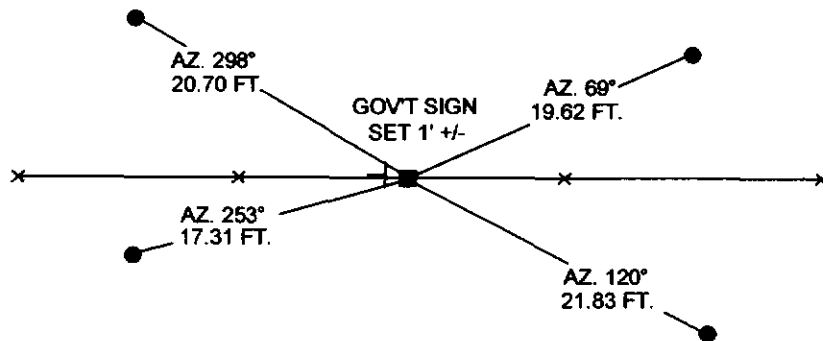 AZ. 298°
20.70 FT.
AZ. 69°
19.62 FT.
GOV'T SIGN
SET 1' +/-
AZ. 253°
17.31 FT.
AZ. 120°
21.83 FT.